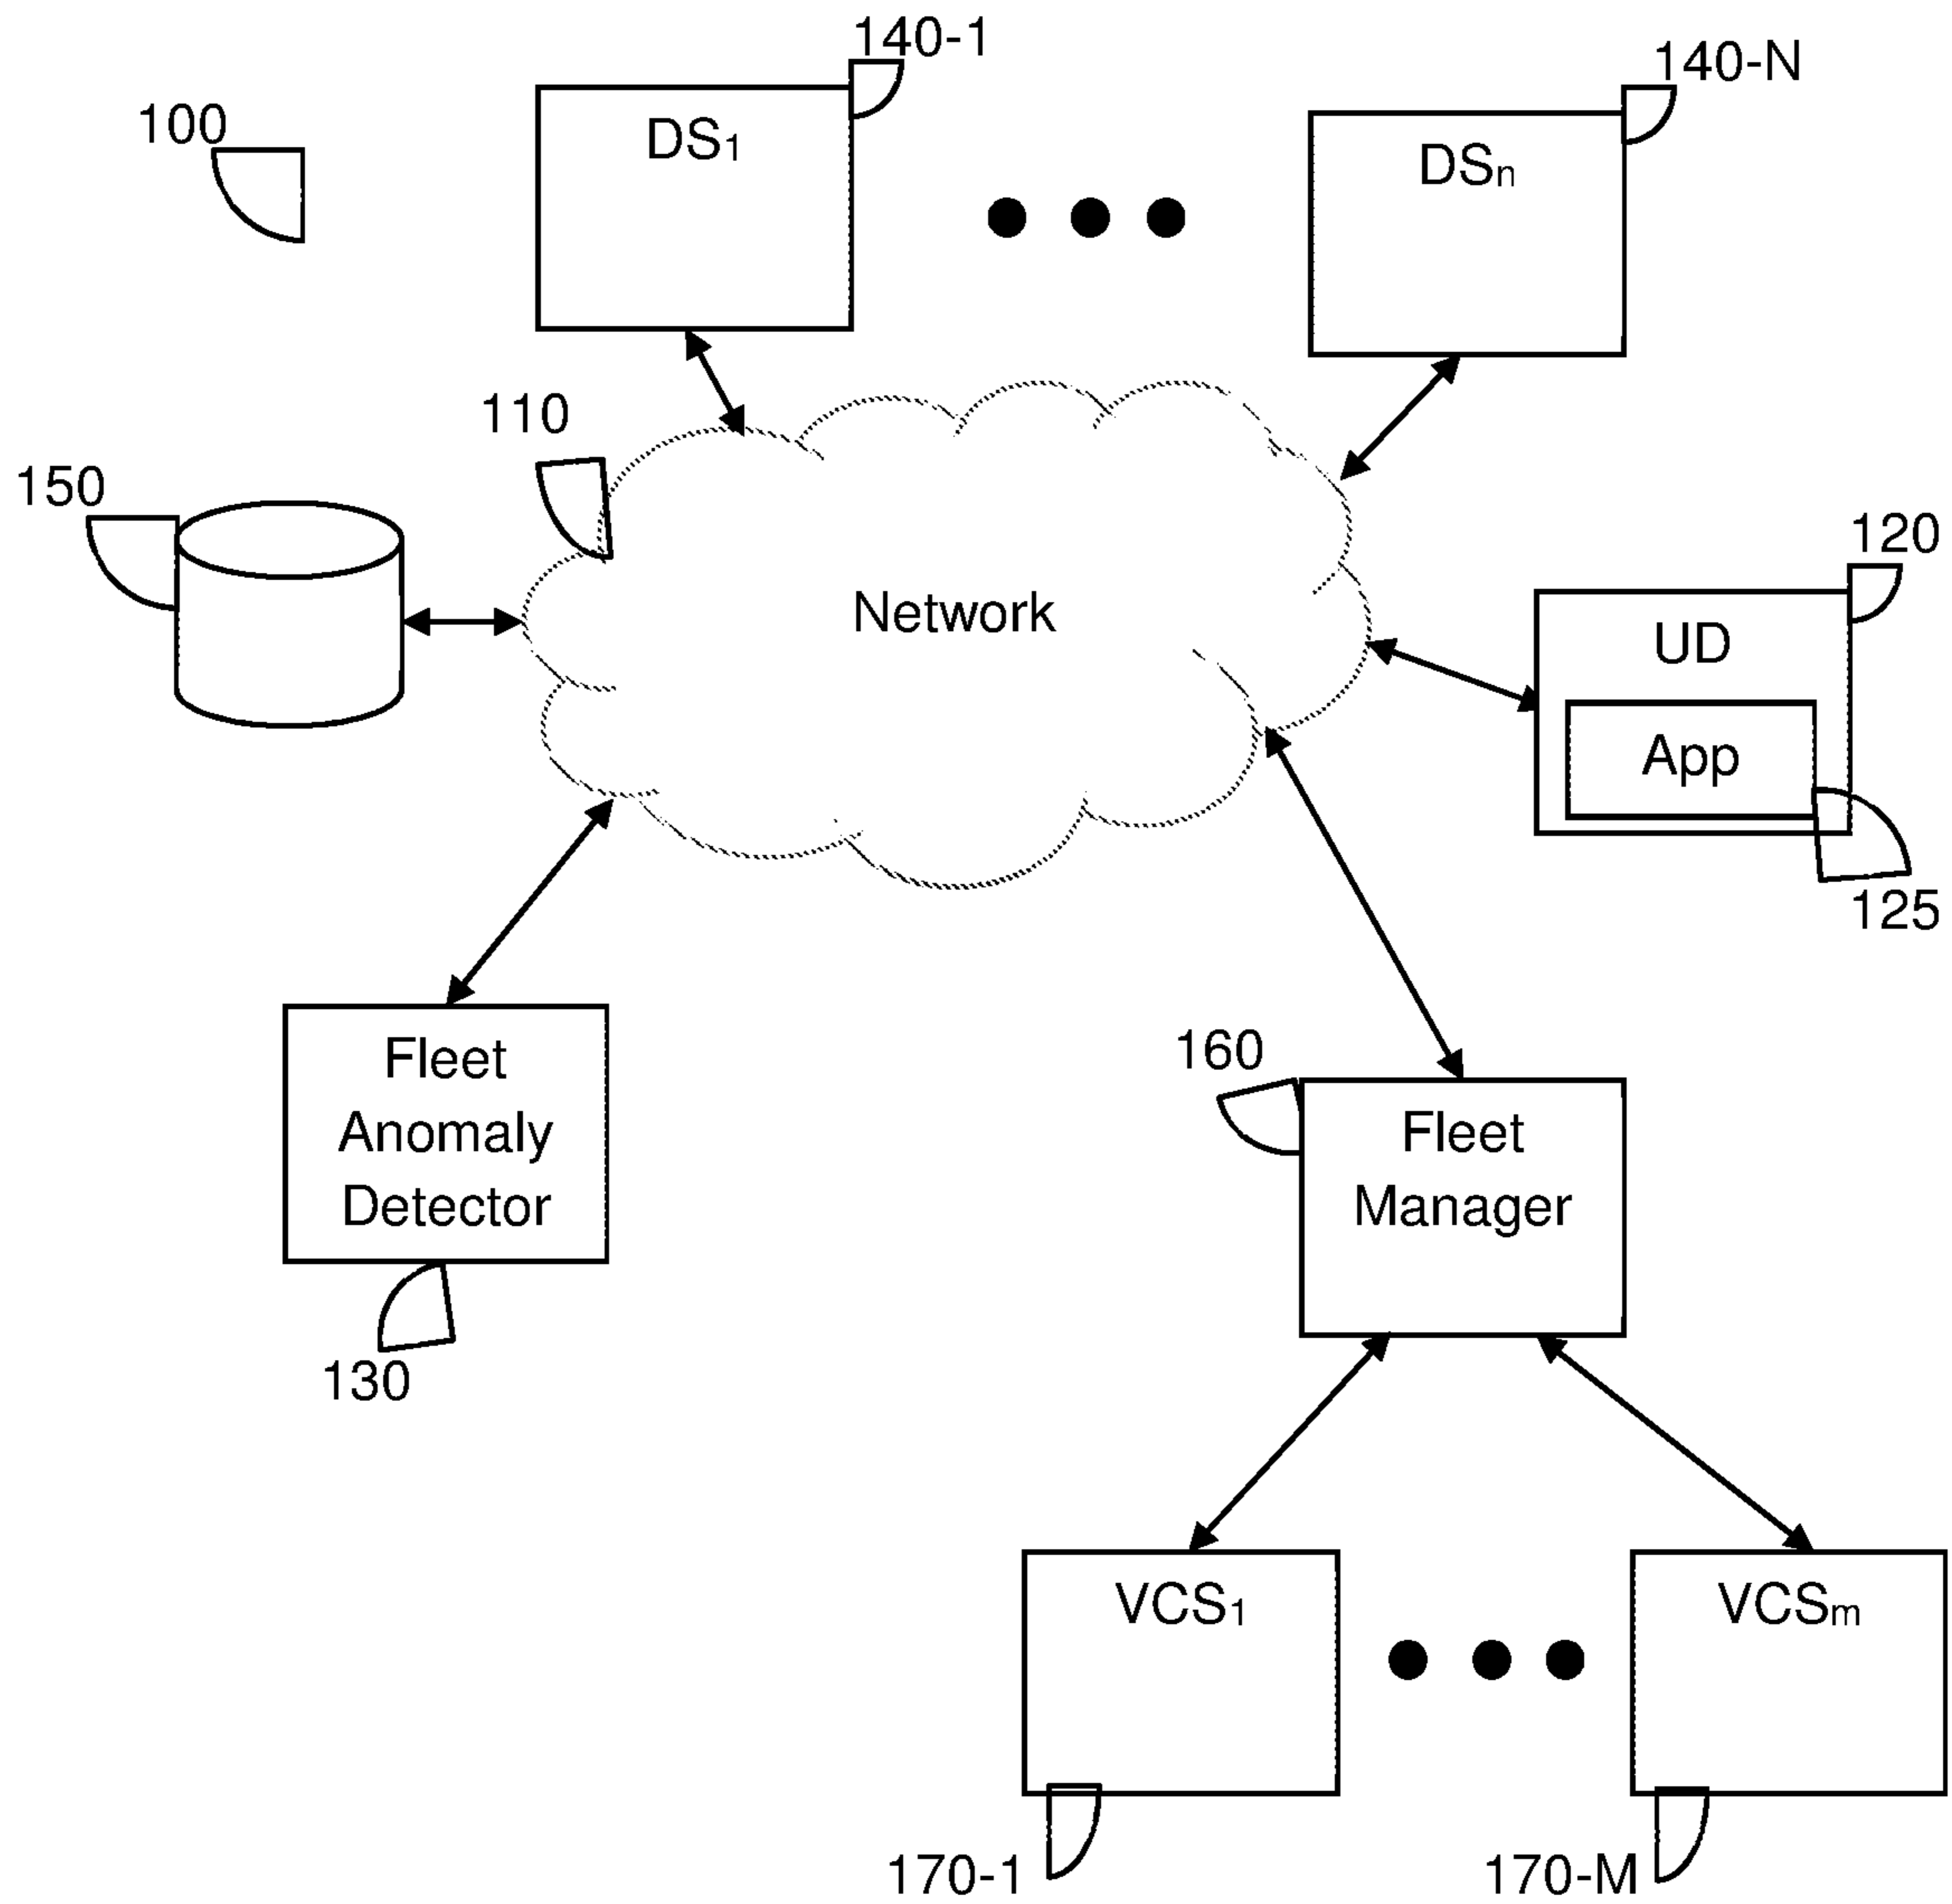 140-1
140-N
100
DS1
DSn
110
150
120
Network
UD
App
125
Fleet
Anomaly
Detector
160
Fleet
Manager
130
VCS1
VCSm
170-1
170-M